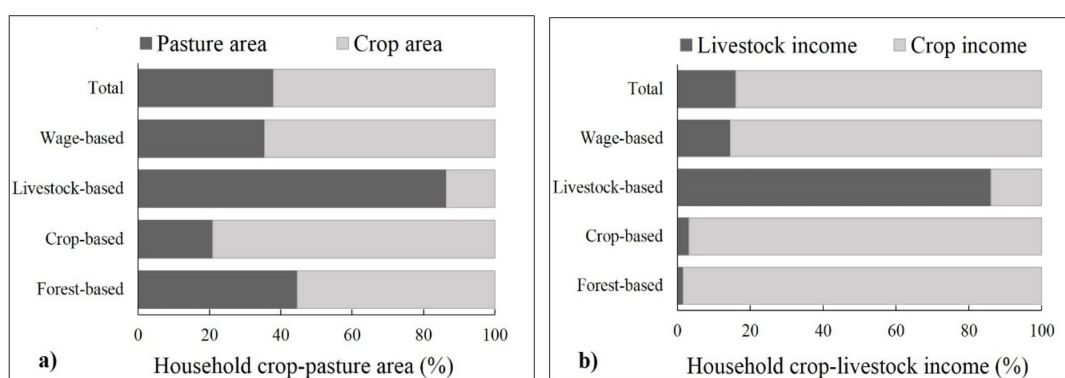 Pasture area Crop area
Total
Wage-based
Livestock-based
Crop-based
Forest-based
0 20 40 60 80 100
a) Household crop-pasture area (%)
Livestock income Crop income
Total
Wage-based
Livestock-based
Crop-based
Forest-based
0 20 40 60 80 100
b) Household crop-livestock income (%)